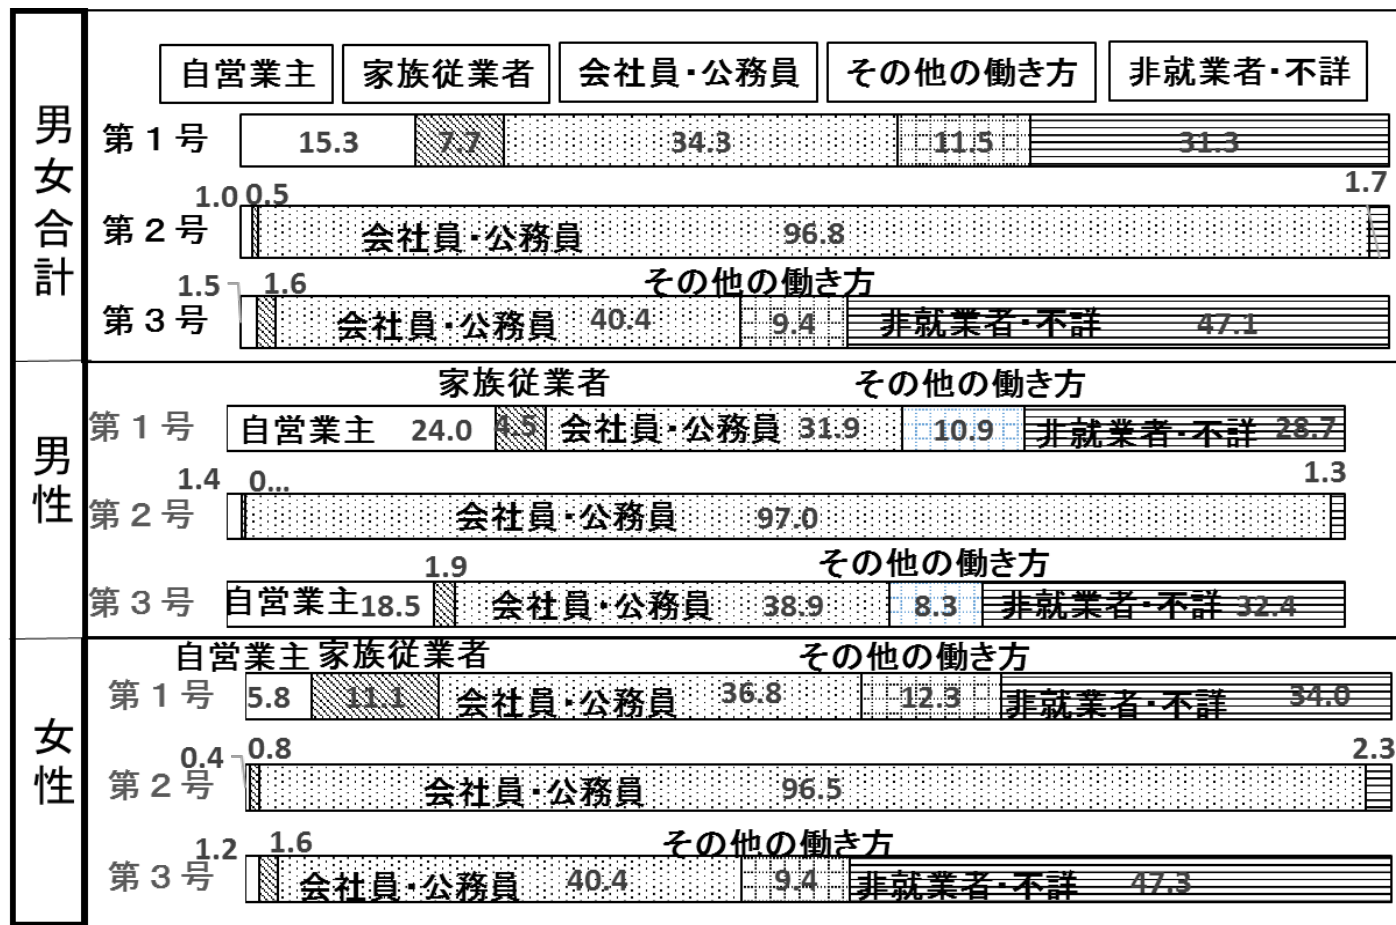 男女合計
自営業主 家族従業者 会社員・公務員 その他の働き方 非就業者・不詳
第１号 15.3 7.7 34.3 11.5 31.3
1.0 0.5 1.7
第２号 会社員・公務員 96.8
1.5 1.6 その他の働き方
第３号 会社員・公務員 40.4 9.4 非就業者・不詳 47.1
男性
家族従業者 その他の働き方
第１号 自営業主 24.0 4.5 会社員・公務員 31.9 10.9 非就業者・不詳 28.7
1.4 0... 1.3
第２号 会社員・公務員 97.0
1.9 その他の働き方
第３号 自営業主 18.5 会社員・公務員 38.9 8.3 非就業者・不詳 32.4
女性
自営業主 家族従業者 その他の働き方
第１号 5.8 11.1 会社員・公務員 36.8 12.3 非就業者・不詳 34.0
0.4 0.8 2.3
第２号 会社員・公務員 96.5
1.2 1.6 その他の働き方
第３号 会社員・公務員 40.4 9.4 非就業者・不詳 47.3